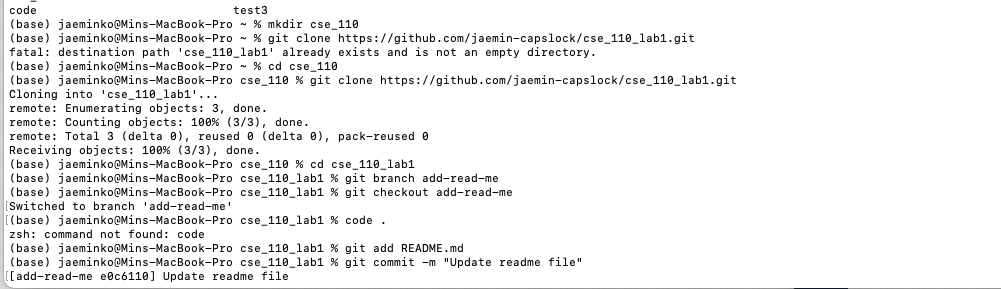 code                            test3
(base) jaeminko@Mins-MacBook-Pro ~ % mkdir cse_110
(base) jaeminko@Mins-MacBook-Pro ~ % git clone https://github.com/jaemin-capslock/cse_110_lab1.git
fatal: destination path 'cse_110_lab1' already exists and is not an empty directory.
(base) jaeminko@Mins-MacBook-Pro ~ % cd cse_110
(base) jaeminko@Mins-MacBook-Pro cse_110 % git clone https://github.com/jaemin-capslock/cse_110_lab1.git
Cloning into 'cse_110_lab1'...
remote: Enumerating objects: 3, done.
remote: Counting objects: 100% (3/3), done.
remote: Total 3 (delta 0), reused 0 (delta 0), pack-reused 0
Receiving objects: 100% (3/3), done.
(base) jaeminko@Mins-MacBook-Pro cse_110 % cd cse_110_lab1
(base) jaeminko@Mins-MacBook-Pro cse_110_lab1 % git branch add-read-me
(base) jaeminko@Mins-MacBook-Pro cse_110_lab1 % git checkout add-read-me
[Switched to branch 'add-read-me'
[(base) jaeminko@Mins-MacBook-Pro cse_110_lab1 % code .
zsh: command not found: code
(base) jaeminko@Mins-MacBook-Pro cse_110_lab1 % git add README.md
(base) jaeminko@Mins-MacBook-Pro cse_110_lab1 % git commit -m "Update readme file"
[[add-read-me e0c6110] Update readme file